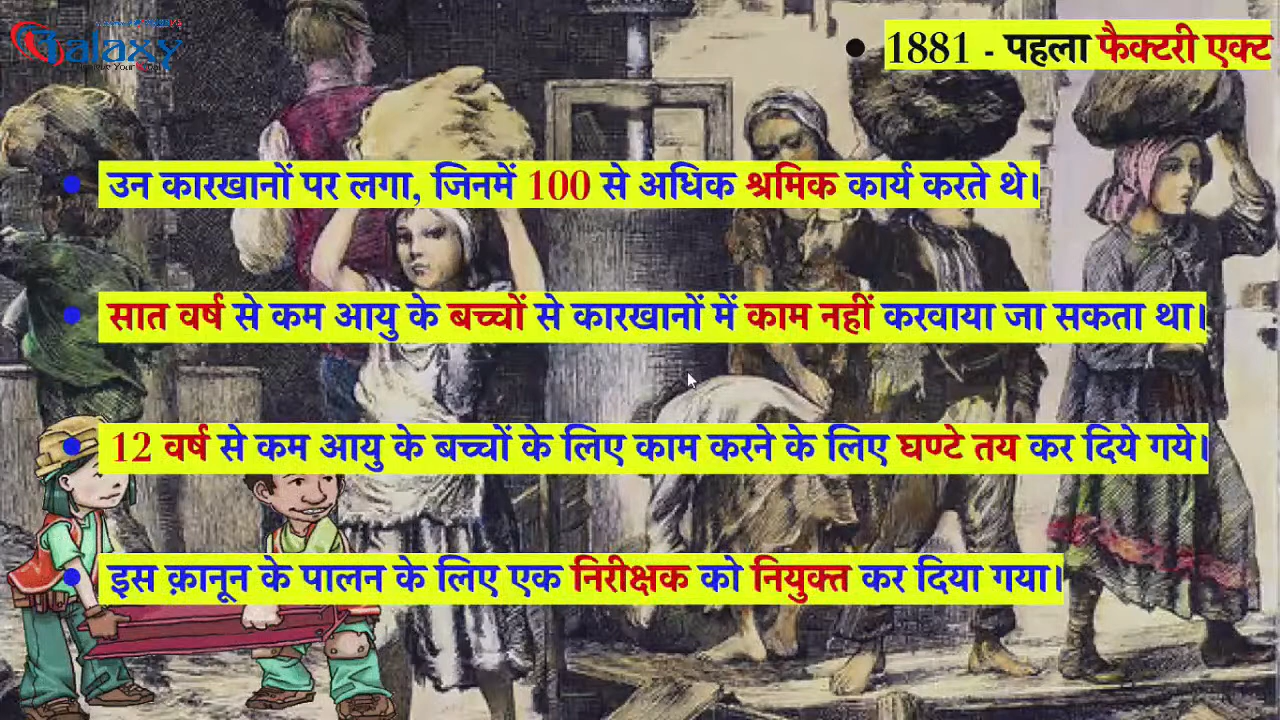 Galaxy
• 1881 - पहला फैक्टरी एक्ट
• उन कारखानों पर लगा, जिनमें 100 से अधिक श्रमिक कार्य करते थे।
• सात वर्ष से कम आयु के बच्चों से कारखानों में काम नहीं करवाया जा सकता था।
• 12 वर्ष से कम आयु के बच्चों के लिए काम करने के लिए घण्टे तय कर दिये गये।
• इस क़ानून के पालन के लिए एक निरीक्षक को नियुक्त कर दिया गया।